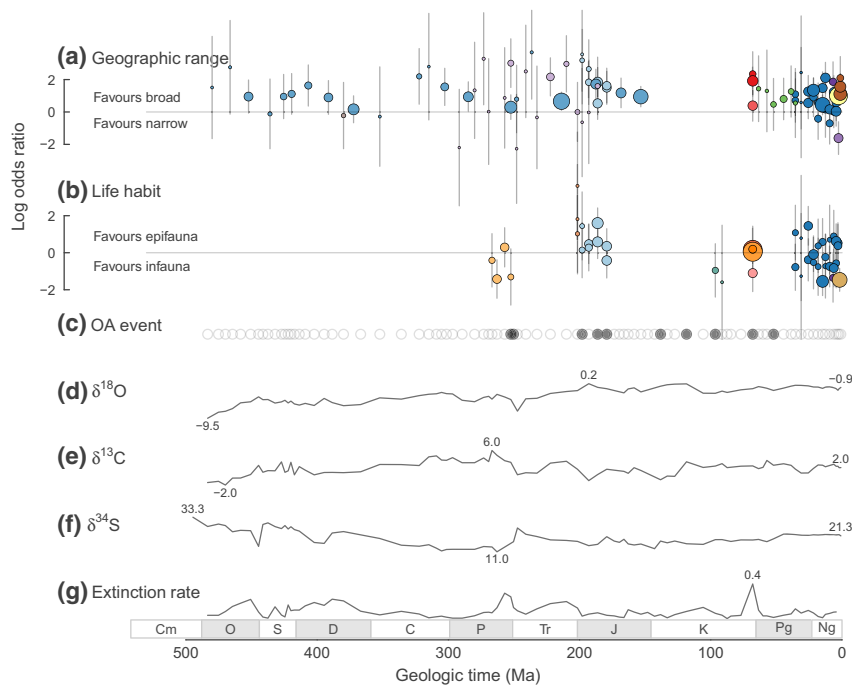 (a) Geographic range
2
Favours broad
0
Favours narrow
−2
Log odds ratio
(b) Life habit
2
Favours epifauna
0
Favours infauna
−2
(c) OA event
(d) δ18O
0.2
−0.9
−9.5
(e) δ13C
6.0
2.0
−2.0
(f) δ34S
33.3
21.3
11.0
(g) Extinction rate
0.4
Cm O S D C P Tr J K Pg Ng
500 400 300 200 100 0
Geologic time (Ma)